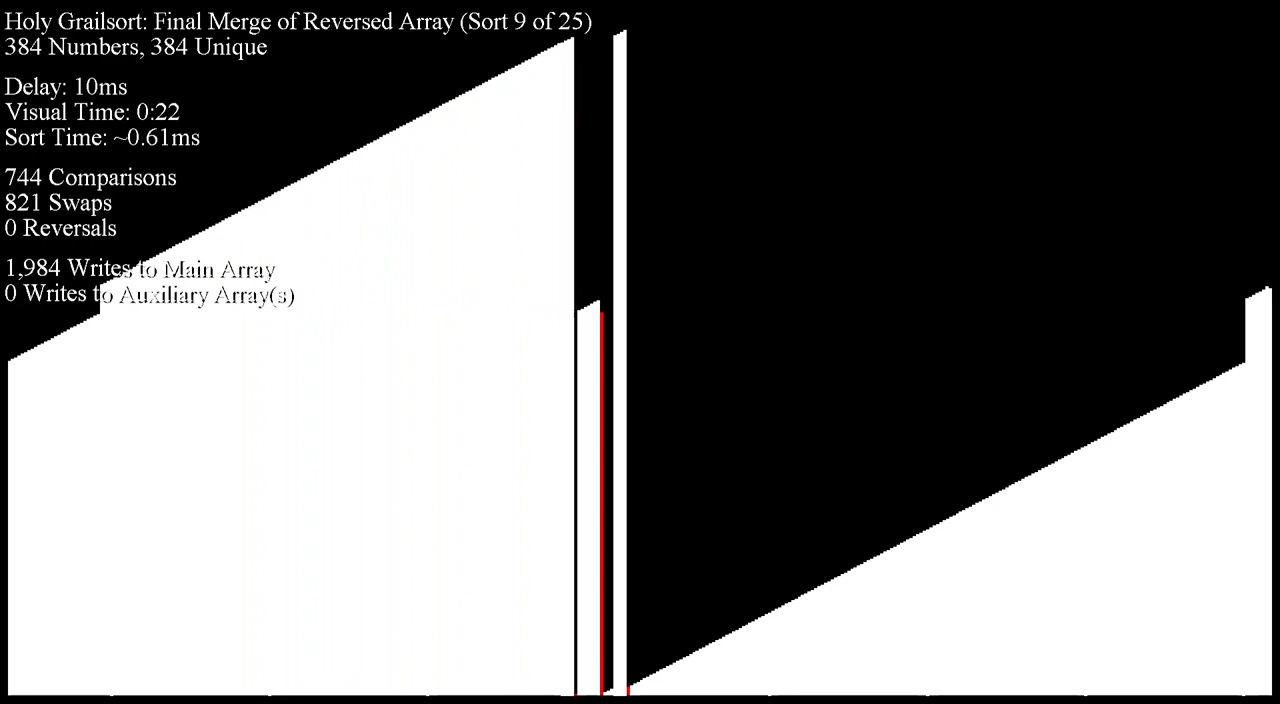 Holy Grailsort: Final Merge of Reversed Array (Sort 9 of 25)
384 Numbers, 384 Unique
Delay: 10ms
Visual Time: 0:22
Sort Time: ~0.61ms
744 Comparisons
821 Swaps
0 Reversals
1,984 Writes to Main Array
0 Writes to Auxiliary Array(s)